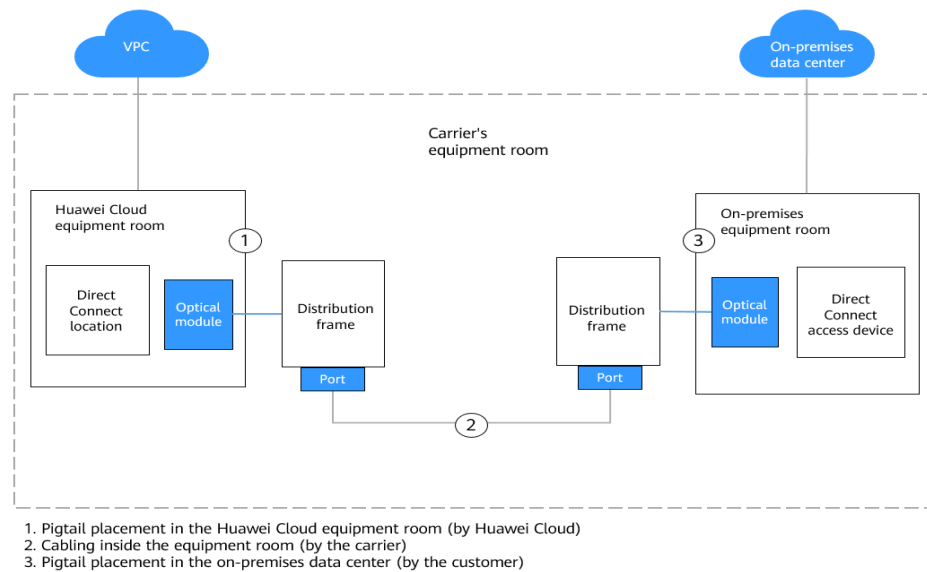 VPC
On-premises
data center
Carrier's
equipment room
Huawei Cloud
equipment room
On-premises
equipment room
1
3
Direct
Connect
location
Optical
module
Distribution
frame
Distribution
frame
Optical
module
Direct
Connect
access device
Port
Port
2
1. Pigtail placement in the Huawei Cloud equipment room (by Huawei Cloud)
2. Cabling inside the equipment room (by the carrier)
3. Pigtail placement in the on-premises data center (by the customer)